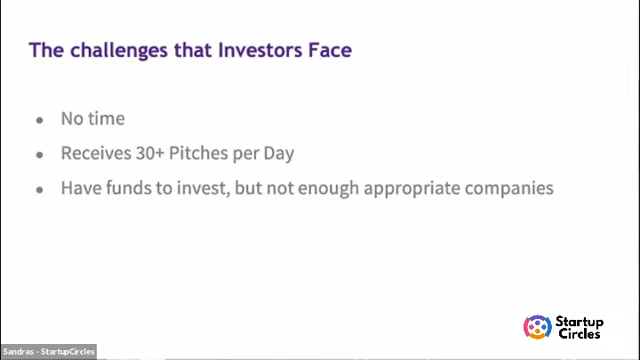 The challenges that Investors Face
● No time
● Receives 30+ Pitches per Day
● Have funds to invest, but not enough appropriate companies
Startup
Circles
Sandras - StartupCircles